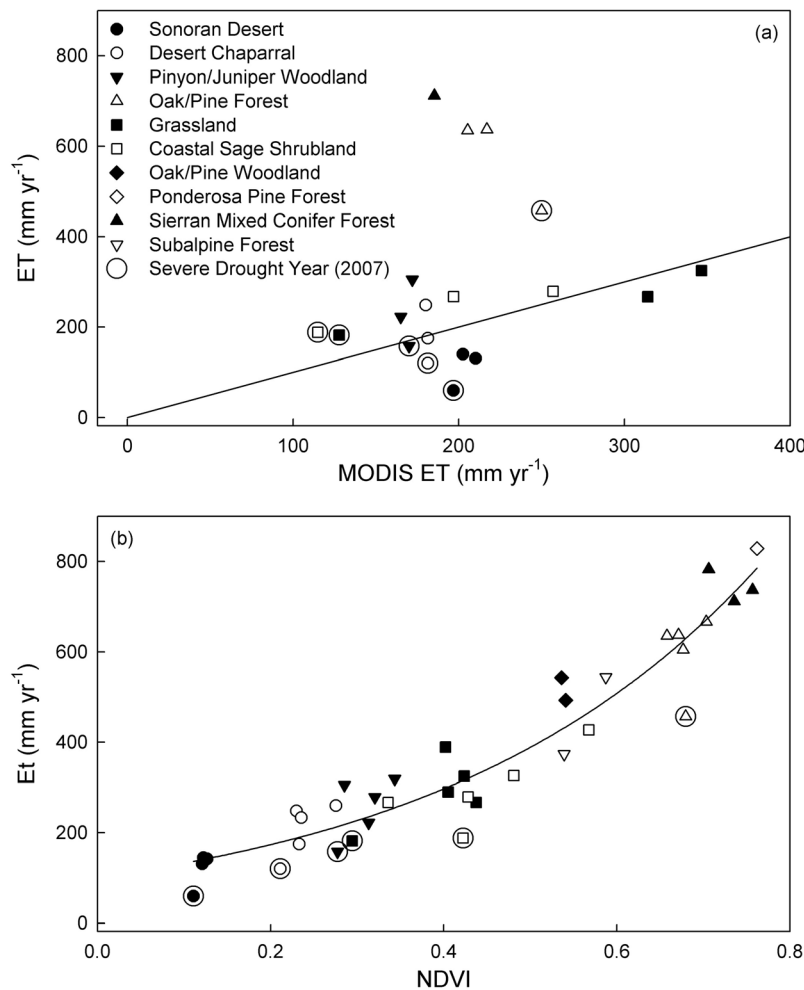 (a)
Sonoran Desert
Desert Chaparral
Pinyon/Juniper Woodland
Oak/Pine Forest
Grassland
Coastal Sage Shrubland
Oak/Pine Woodland
Ponderosa Pine Forest
Sierran Mixed Conifer Forest
Subalpine Forest
Severe Drought Year (2007)
ET (mm yr⁻¹)
800
600
400
200
0
0 100 200 300 400
MODIS ET (mm yr⁻¹)
(b)
Et (mm yr⁻¹)
800
600
400
200
0
0.0 0.2 0.4 0.6 0.8
NDVI